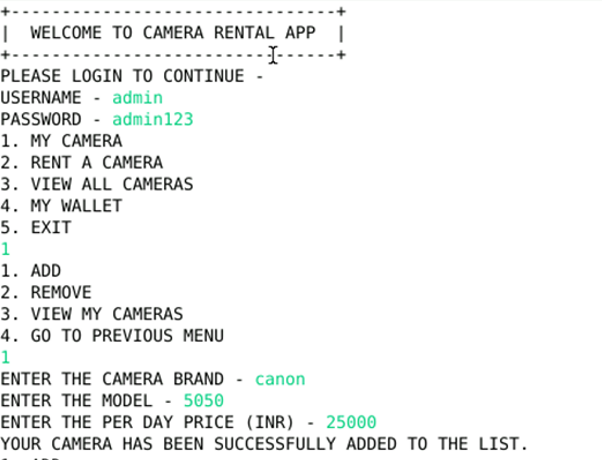 +--------------------------------+
|  WELCOME TO CAMERA RENTAL APP  |
+--------------------------------+
PLEASE LOGIN TO CONTINUE -
USERNAME - admin
PASSWORD - admin123
1. MY CAMERA
2. RENT A CAMERA
3. VIEW ALL CAMERAS
4. MY WALLET
5. EXIT
1
1. ADD
2. REMOVE
3. VIEW MY CAMERAS
4. GO TO PREVIOUS MENU
1
ENTER THE CAMERA BRAND - canon
ENTER THE MODEL - 5050
ENTER THE PER DAY PRICE (INR) - 25000
YOUR CAMERA HAS BEEN SUCCESSFULLY ADDED TO THE LIST.